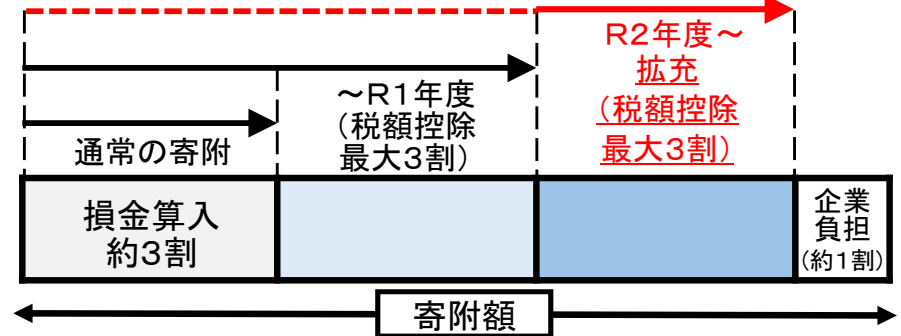 R2年度～
拡充
(税額控除
最大3割)
～R1年度
(税額控除
最大3割)
通常の寄附
損金算入
約3割
企業
負担
(約1割)
寄附額